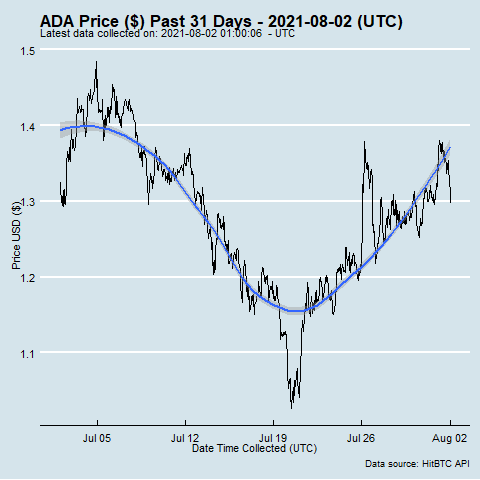 ADA Price ($) Past 31 Days - 2021-08-02 (UTC)
Latest data collected on: 2021-08-02 01:00:06  - UTC
1.5
1.4
1.3
1.2
1.1
Price USD ($)
Jul 05
Jul 12
Jul 19
Jul 26
Aug 02
Date Time Collected (UTC)
Data source: HitBTC API